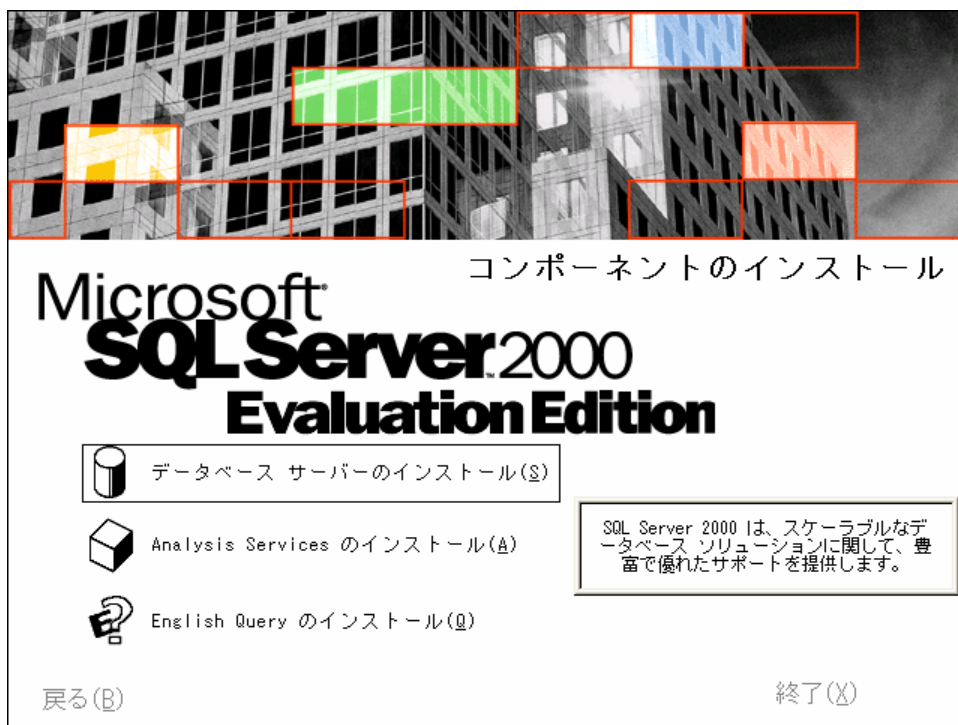 コンポーネントのインストール
Microsoft
SQL Server™ 2000
Evaluation Edition
データベース サーバーのインストール(S)
Analysis Services のインストール(A)
English Query のインストール(Q)
SQL Server 2000 は、スケーラブルなデ
ータベース ソリューションに関して、豊
富で優れたサポートを提供します。
戻る(B)
終了(X)